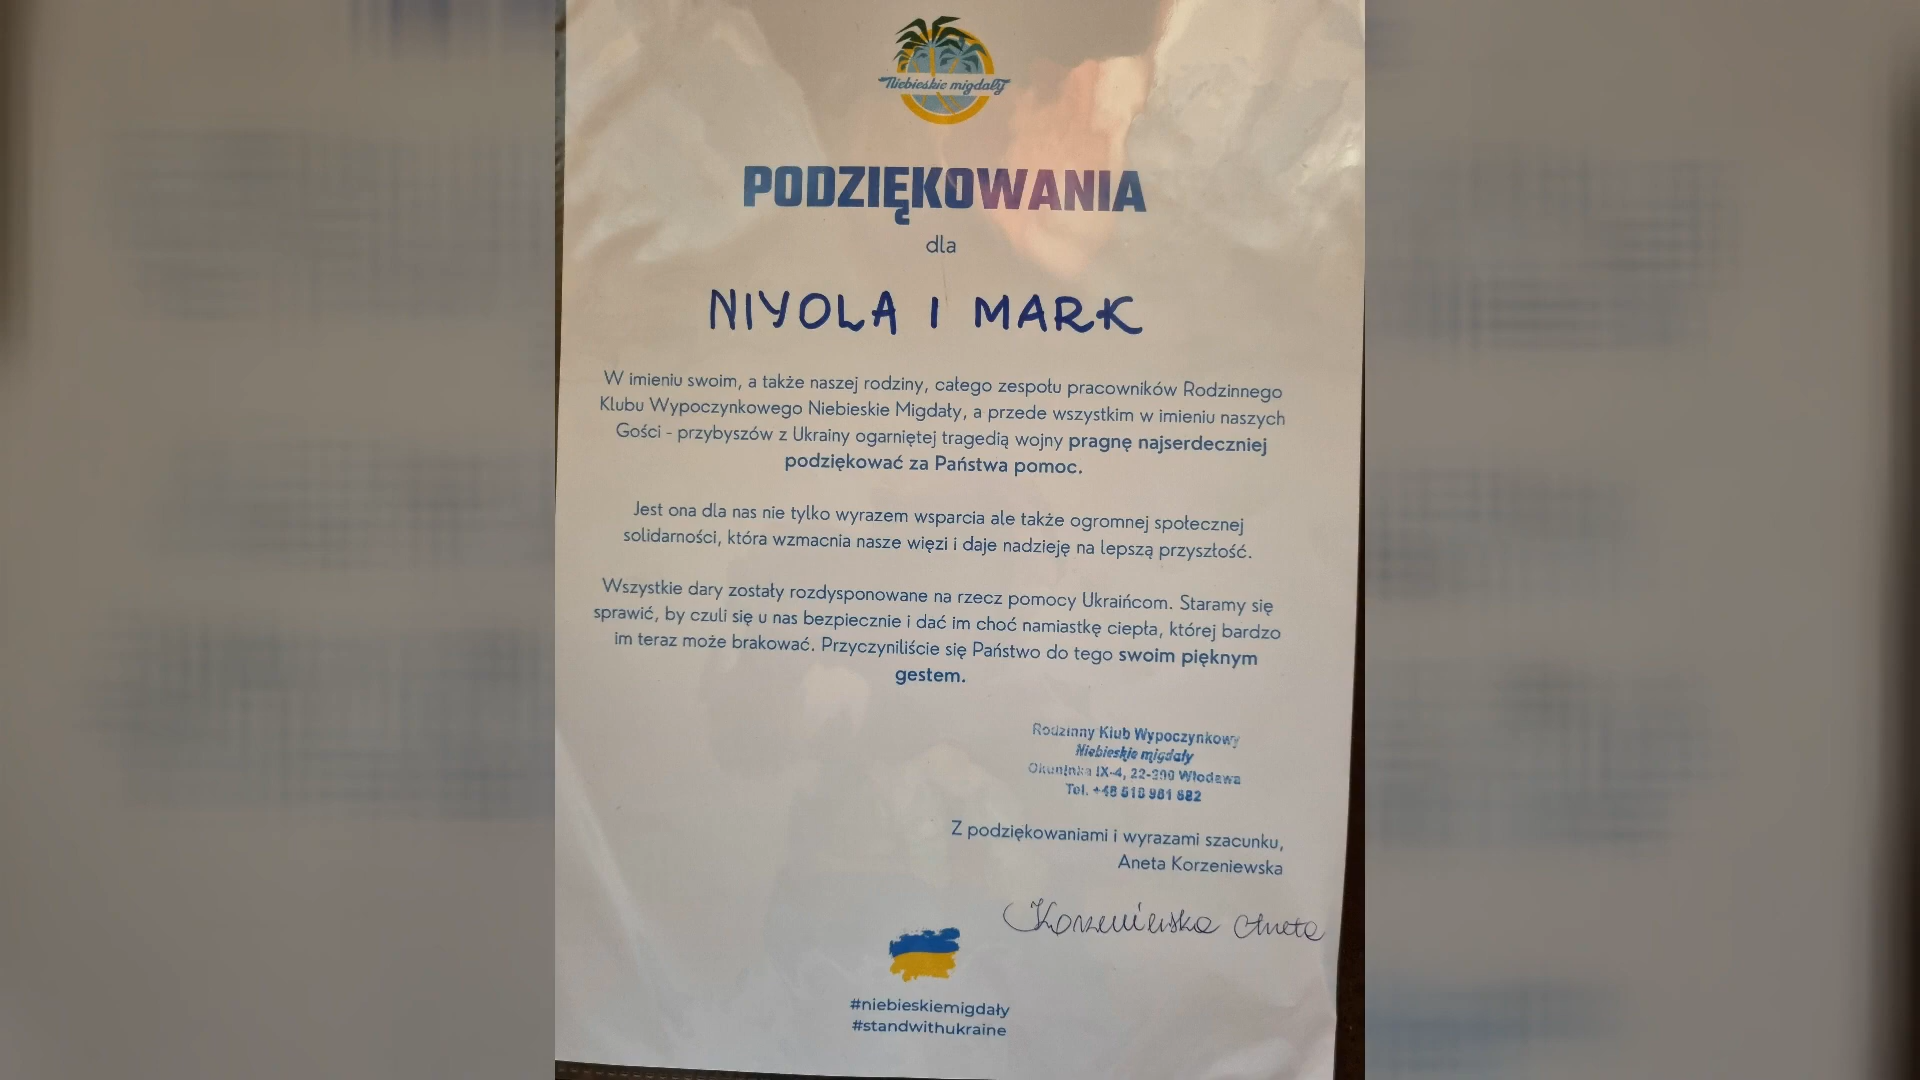 Niebieskie migdały
PODZIĘKOWANIA
dla
NIYOLA I MARK
W imieniu swoim, a także naszej rodziny, całego zespołu pracowników Rodzinnego
Klubu Wypoczynkowego Niebieskie Migdały, a przede wszystkim w imieniu naszych
Gości - przybyszów z Ukrainy ogarniętej tragedią wojny pragnę najserdeczniej
podziękować za Państwa pomoc.
Jest ona dla nas nie tylko wyrazem wsparcia ale także ogromnej społecznej
solidarności, która wzmacnia nasze więzi i daje nadzieję na lepszą przyszłość.
Wszystkie dary zostały rozdysponowane na rzecz pomocy Ukraińcom. Staramy się
sprawić, by czuli się u nas bezpiecznie i dać im choć namiastkę ciepła, której bardzo
im teraz może brakować. Przyczyniliście się Państwo do tego swoim pięknym
gestem.
Rodzinny Klub Wypoczynkowy
Niebieskie migdały
Okuninka IX-4, 22-200 Włodawa
Tel. +48
Z podziękowaniami i wyrazami szacunku,
Aneta Korzeniewska
Korzeniewska Aneta
#niebieskiemigdały
#standwithukraine